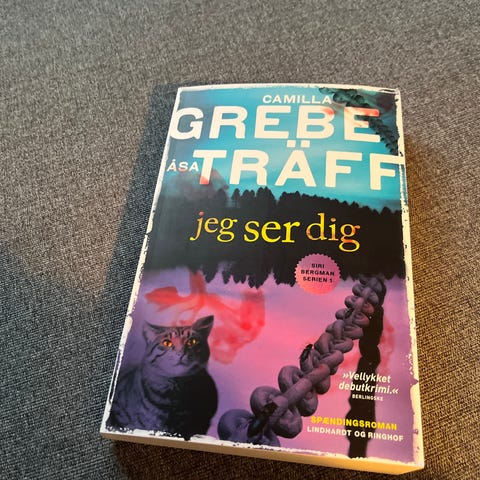 CAMILLA
GREBE
ÅSA TRÄFF
jeg ser dig
SIRI
BERGMAN
SERIEN 1
»Vellykket
debutkrimi.«
BERLINGSKE
SPÆNDINGSROMAN
LINDHARDT OG RINGHOF